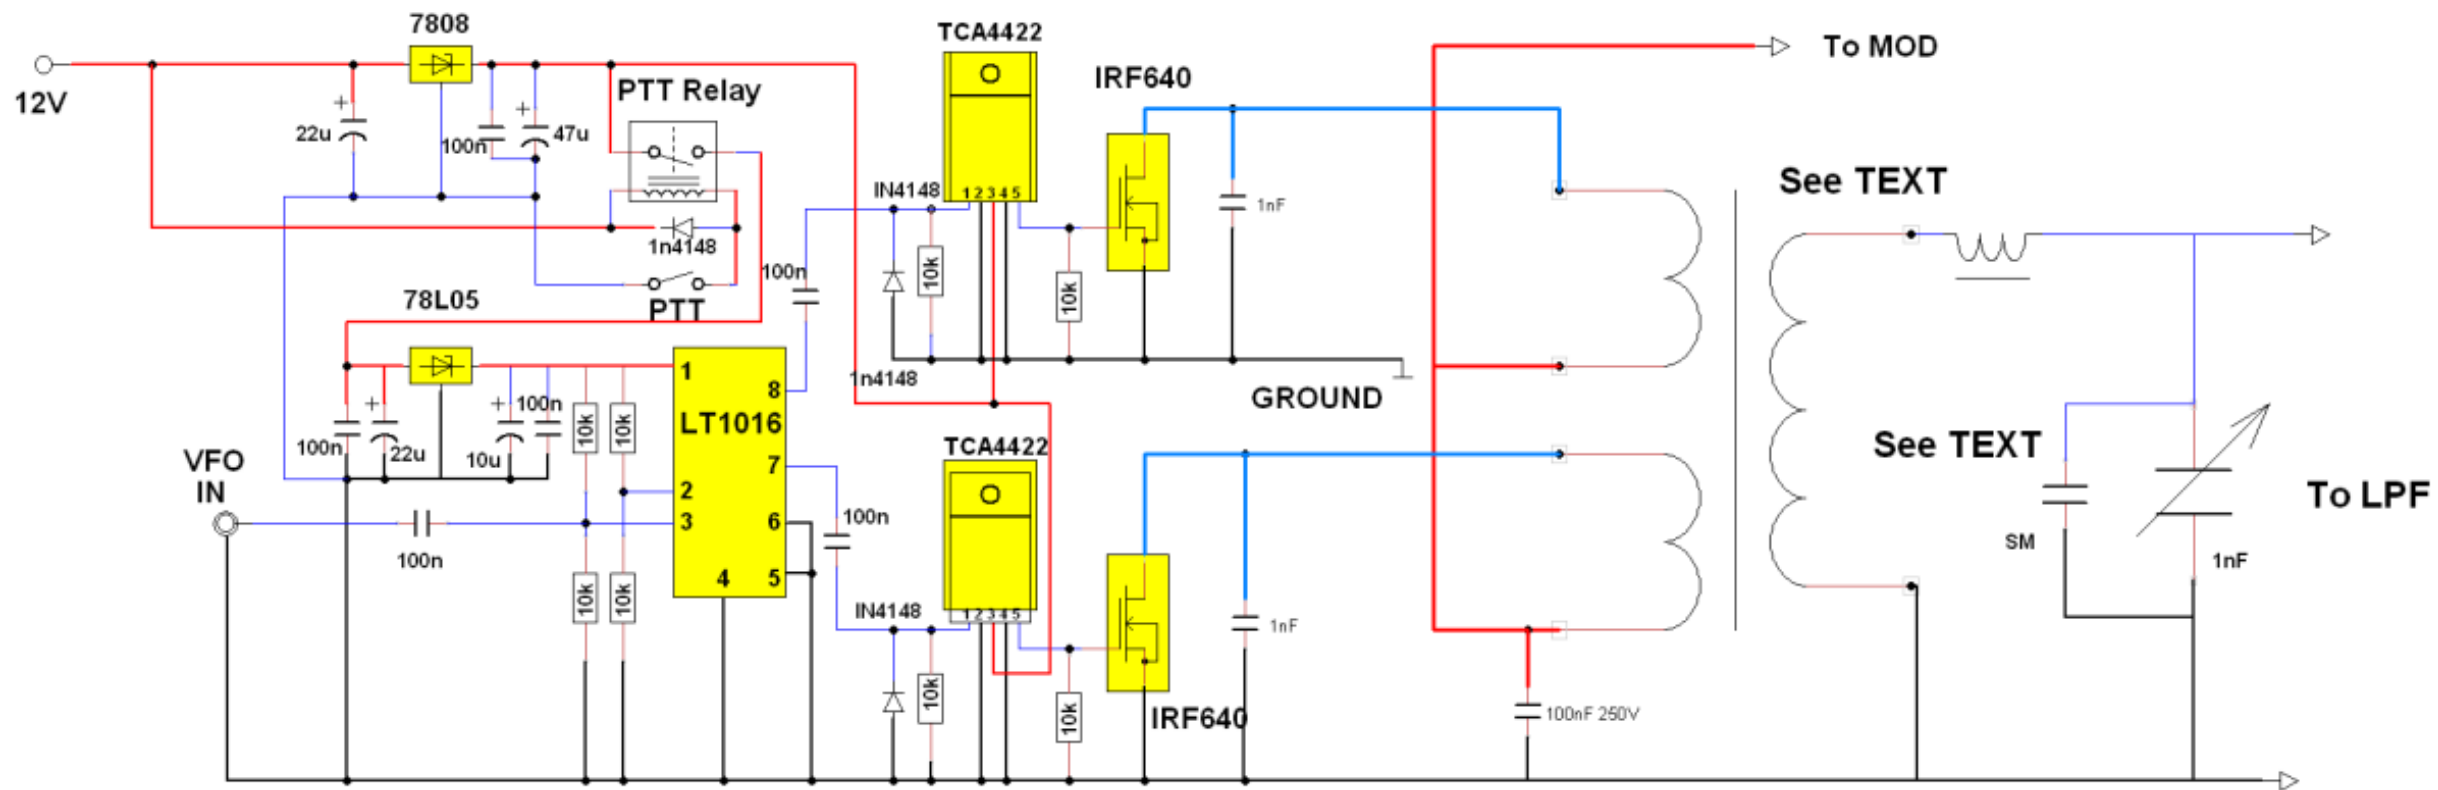 7808
TCA4422
To MOD
12V
PTT Relay
IRF640
22u
100n
47u
See TEXT
IN4148
1 2 3 4 5
1nF
1n4148
100n
10k
10k
78L05
PTT
1
8
1n4148
GROUND
100n
10k
10k
LT1016
TCA4422
100n
22u
10u
See TEXT
VFO
IN
7
2
To LPF
3
6
100n
100n
SM
1nF
4
5
10k
10k
IN4148
1 2 3 4 5
1nF
10k
10k
IRF640
100nF 250V
+
+
+
+